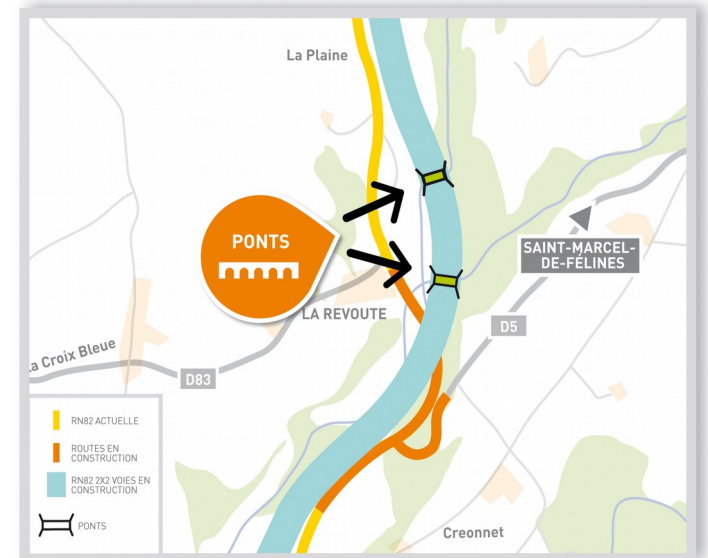 La Plaine
PONTS
SAINT-MARCEL-
DE-FÉLINES
LA REVOUTE
D5
a Croix Bleue
D83
RN82 ACTUELLE
ROUTES EN
CONSTRUCTION
RN82 2X2 VOIES EN
CONSTRUCTION
PONTS
Creonnet